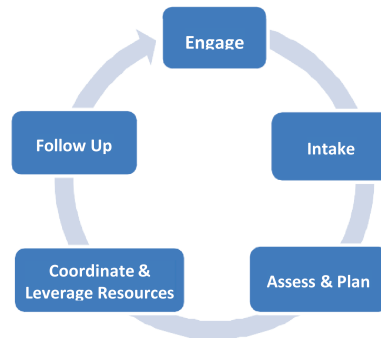 Engage
Intake
Assess & Plan
Coordinate &
Leverage Resources
Follow Up